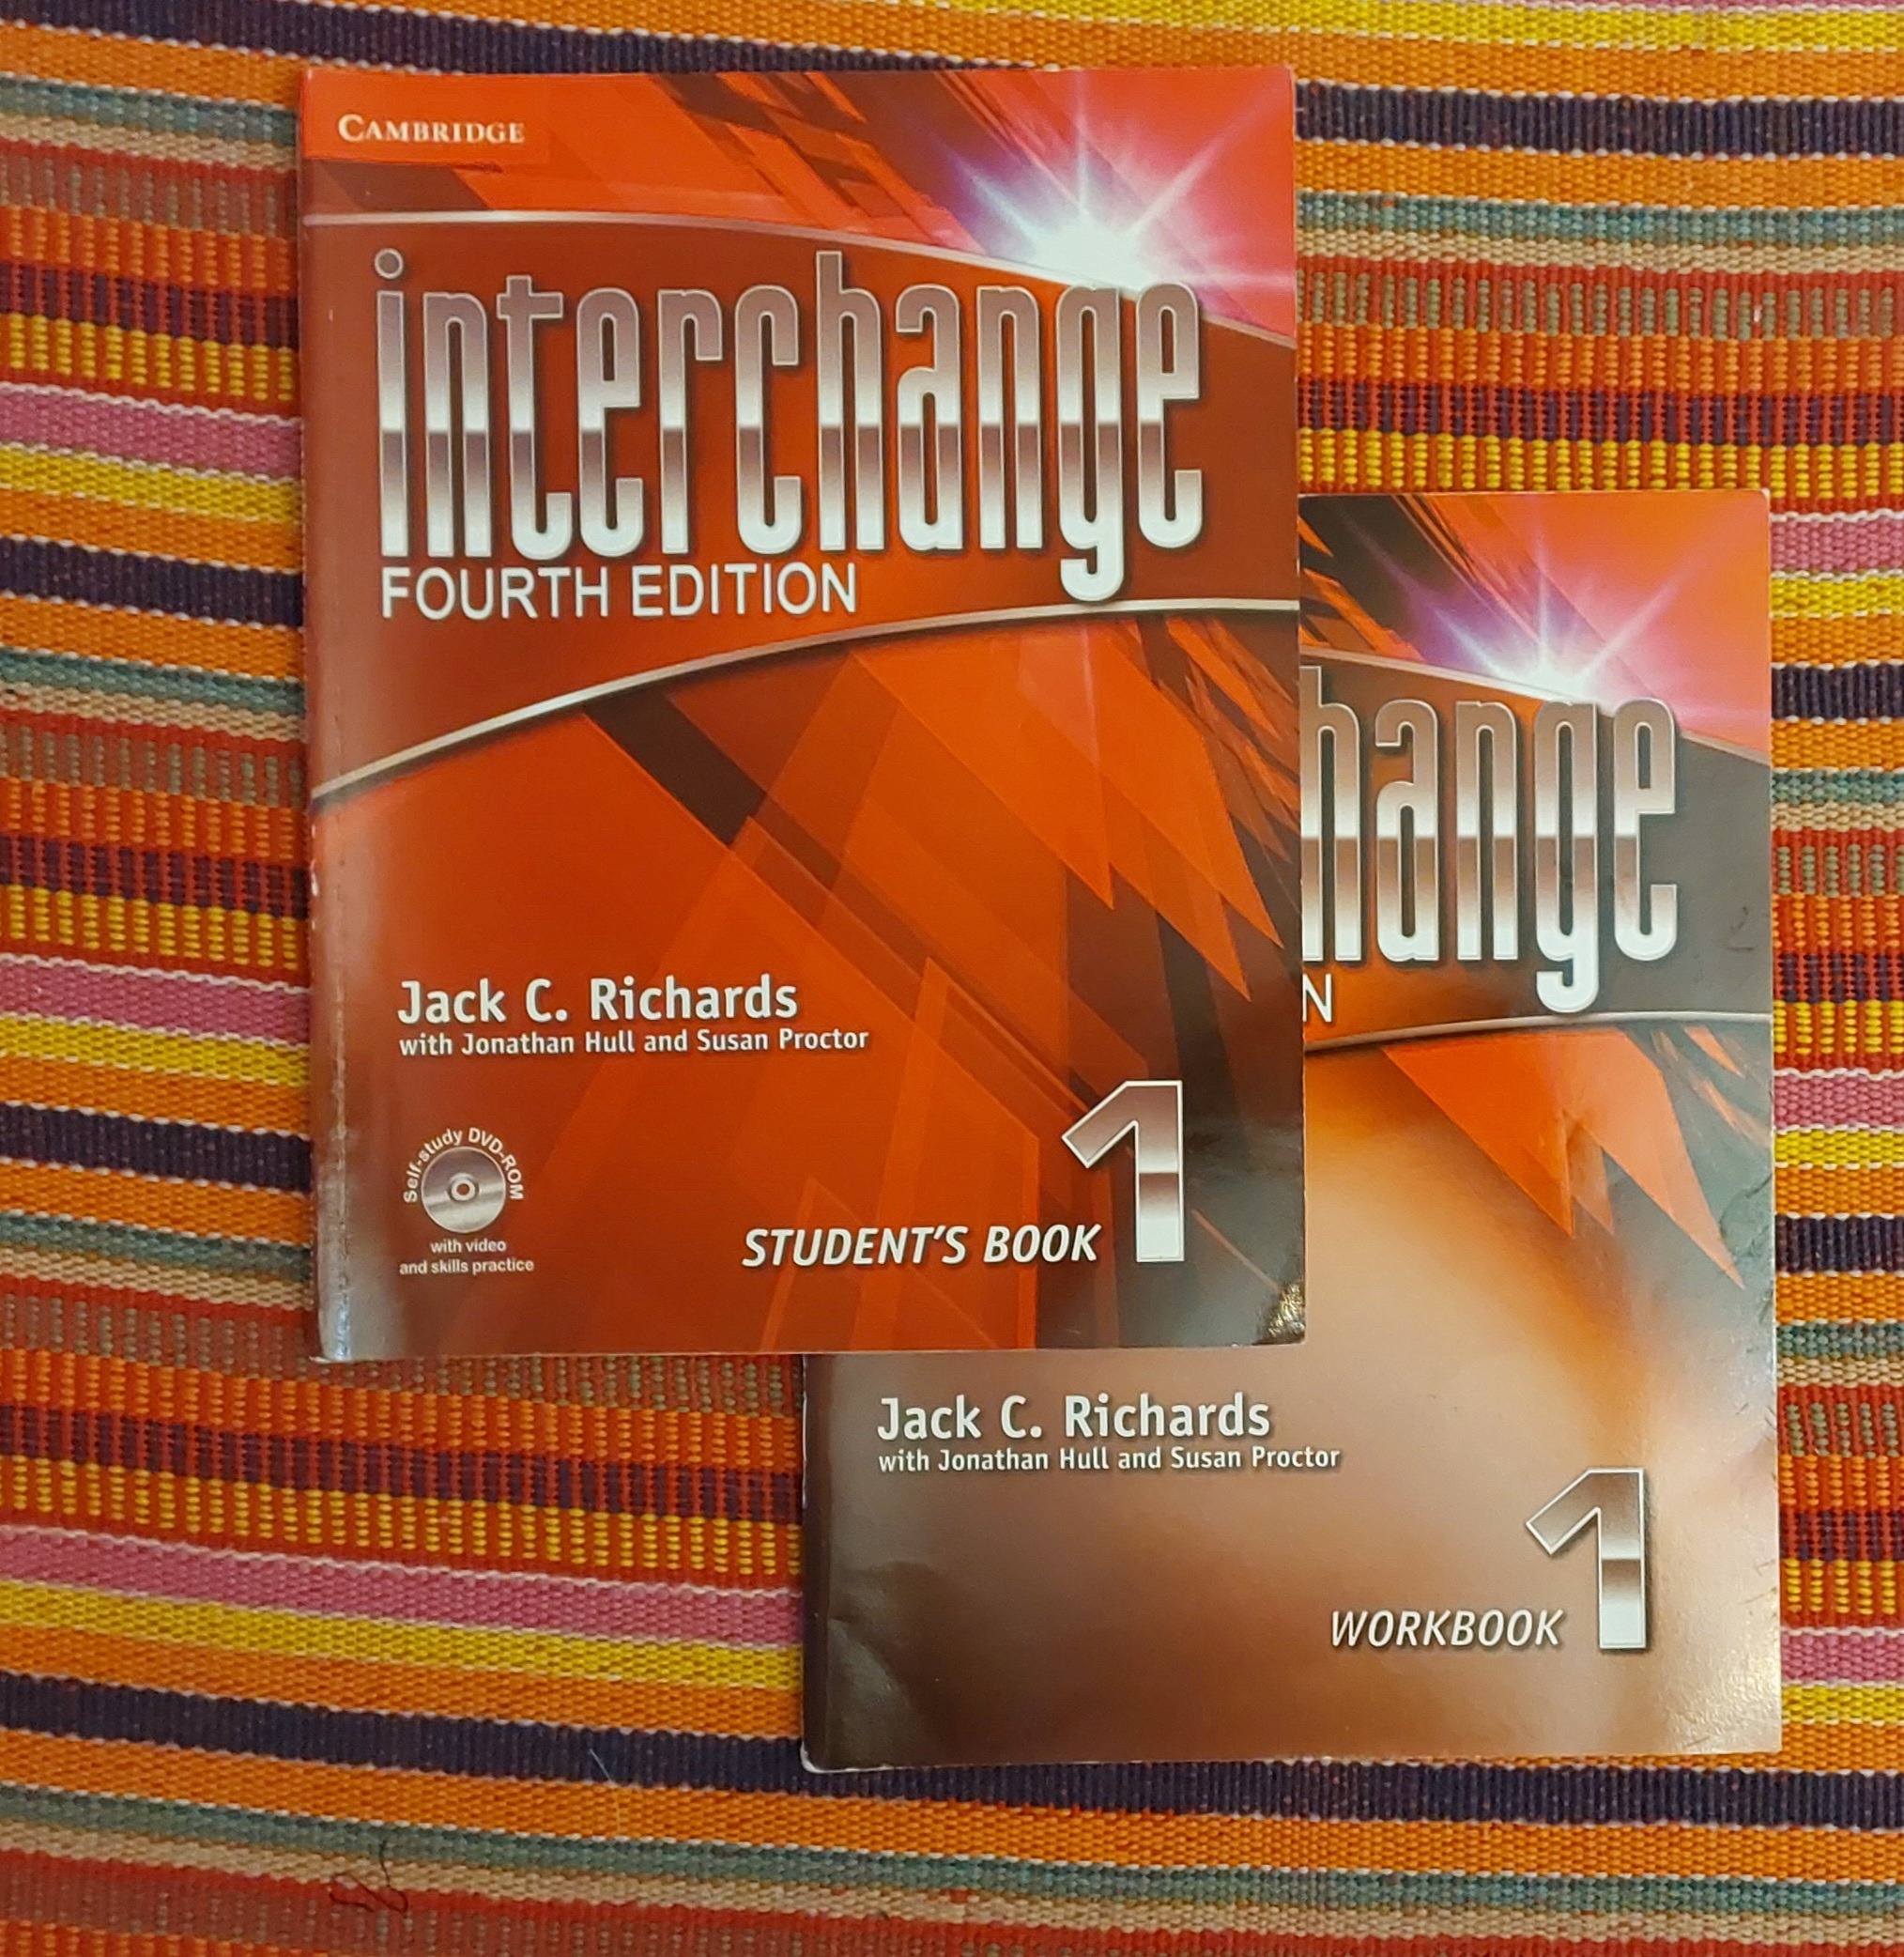 CAMBRIDGE
interchange
FOURTH EDITION
Jack C. Richards
with Jonathan Hull and Susan Proctor
Self-study DVD-ROM
with video
and skills practice
STUDENT'S BOOK 1
hange
N
Jack C. Richards
with Jonathan Hull and Susan Proctor
WORKBOOK 1